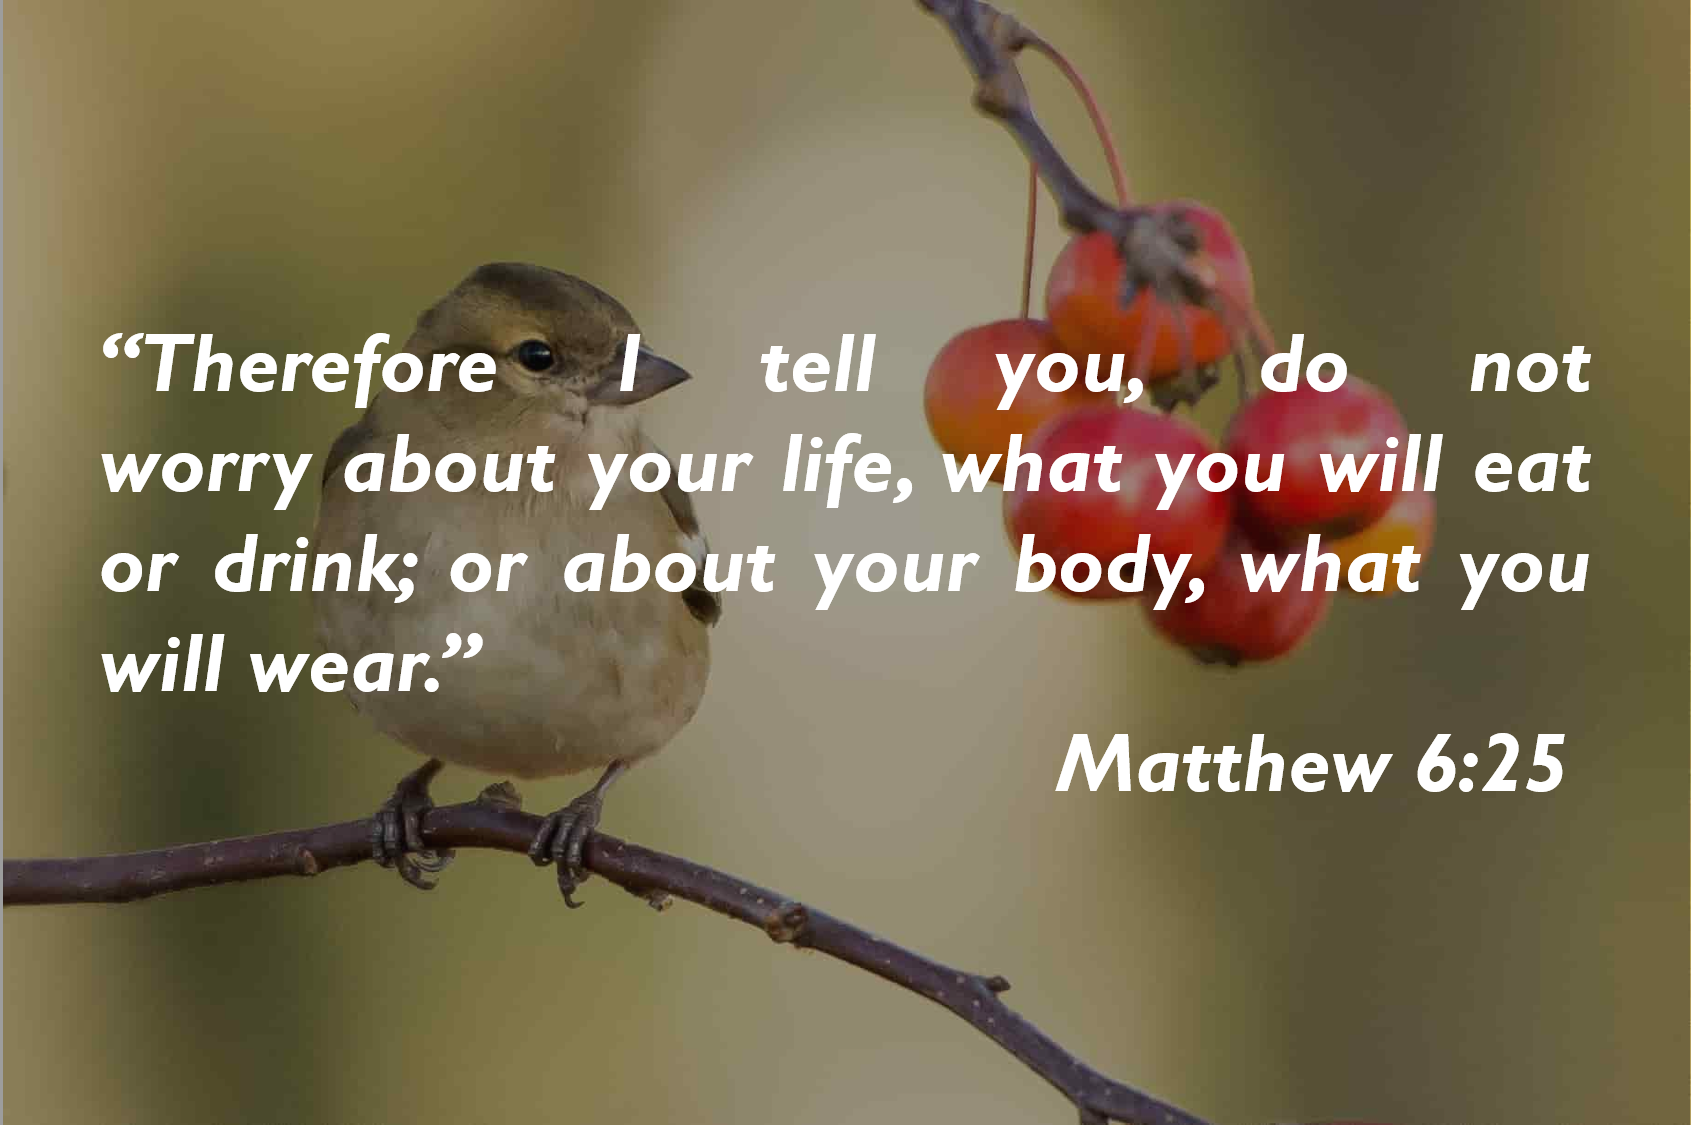 “Therefore I tell you, do not
worry about your life, what you will eat
or drink; or about your body, what you
will wear.”
Matthew 6:25